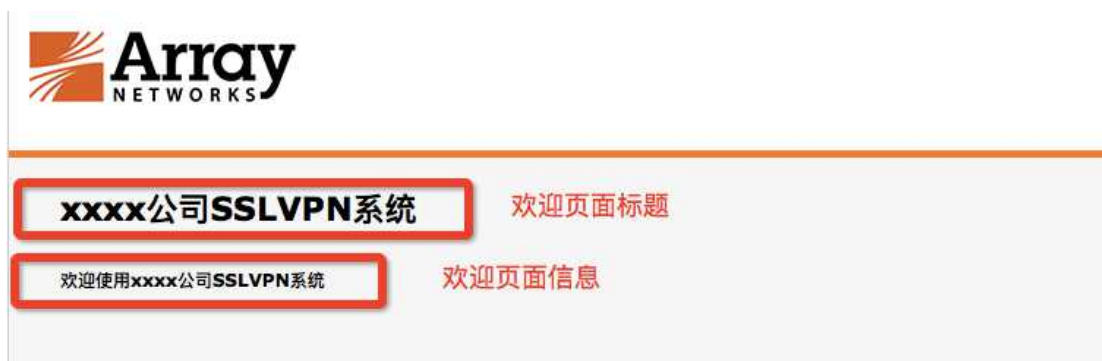 Array
NETWORKS
xxxx公司SSLVPN系统
欢迎页面标题
欢迎使用xxxx公司SSLVPN系统
欢迎页面信息